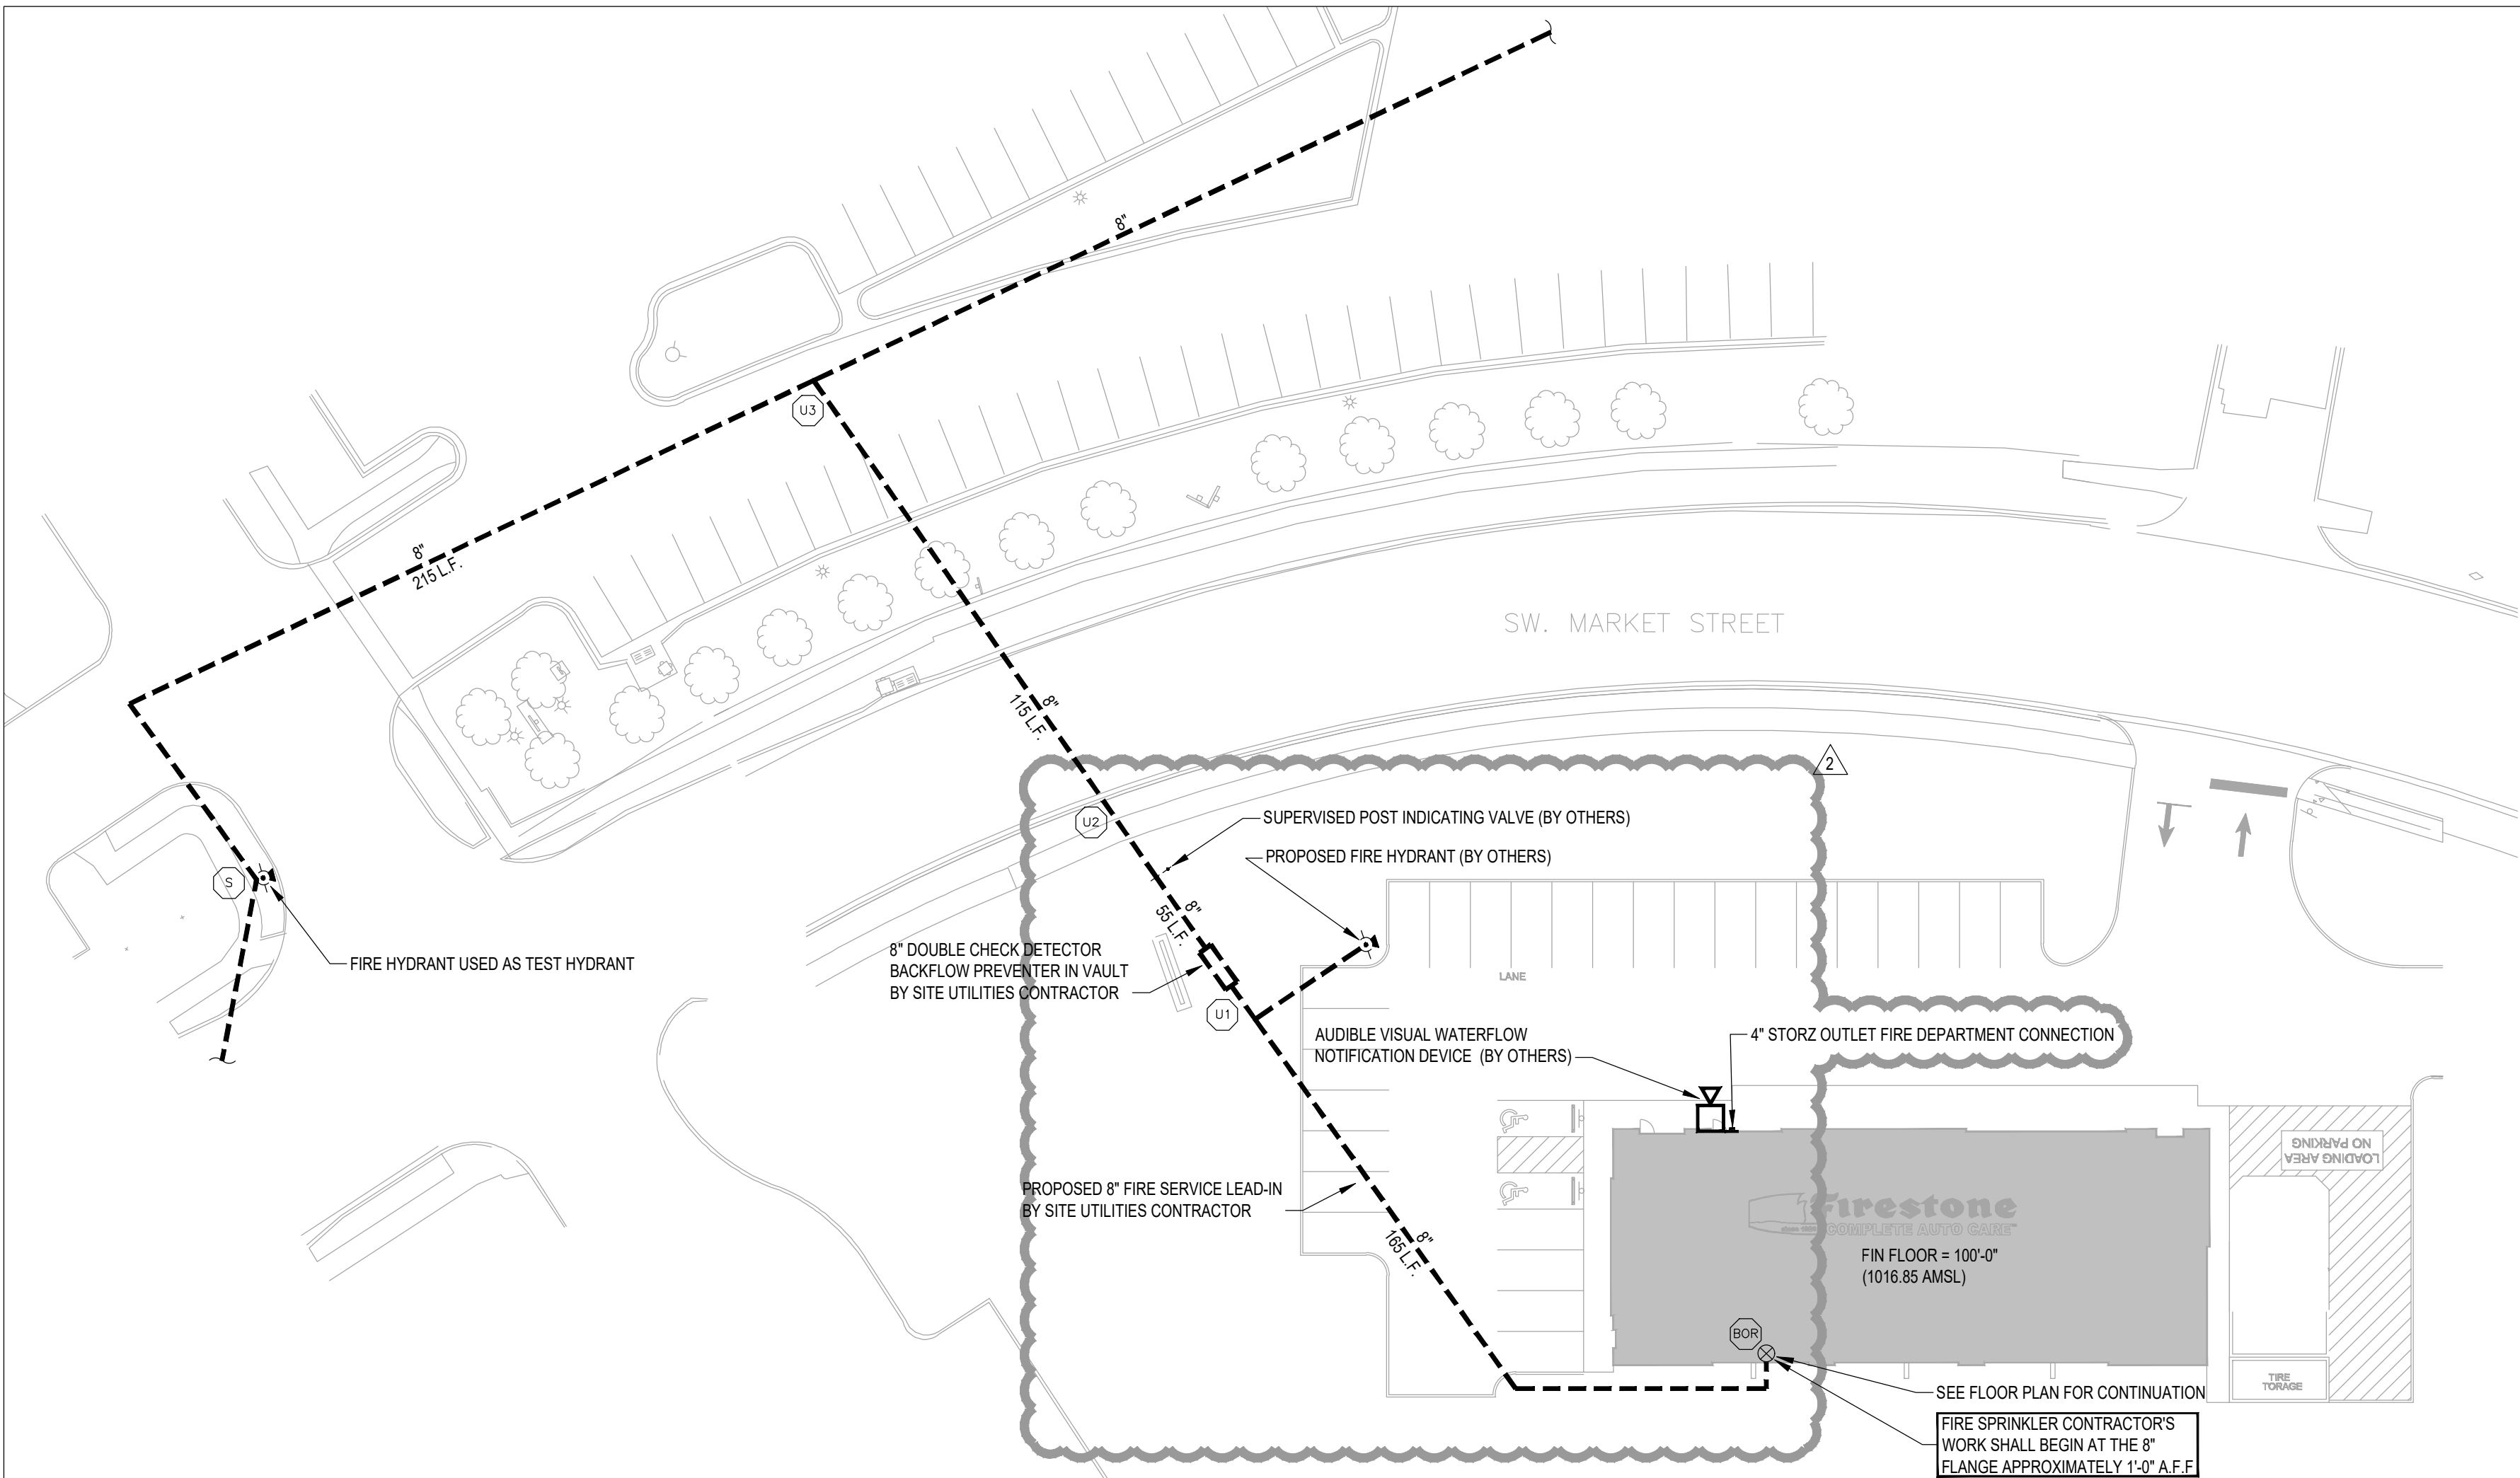 8"
U3
8"
215 L.F.
SW. MARKET STREET
8"
115 L.F.
2
U2
SUPERVISED POST INDICATING VALVE (BY OTHERS)
PROPOSED FIRE HYDRANT (BY OTHERS)
S
FIRE HYDRANT USED AS TEST HYDRANT
8"
55 L.F.
8" DOUBLE CHECK DETECTOR
BACKFLOW PREVENTER IN VAULT
BY SITE UTILITIES CONTRACTOR
LANE
U1
AUDIBLE VISUAL WATERFLOW
NOTIFICATION DEVICE (BY OTHERS)
4" STORZ OUTLET FIRE DEPARTMENT CONNECTION
LOADING AREA
NO PARKING
PROPOSED 8" FIRE SERVICE LEAD-IN
BY SITE UTILITIES CONTRACTOR
Firestone
COMPLETE AUTO CARE™
8"
165 L.F.
FIN FLOOR = 100'-0"
(1016.85 AMSL)
BOR
TIRE
TORAGE
SEE FLOOR PLAN FOR CONTINUATION
FIRE SPRINKLER CONTRACTOR'S
WORK SHALL BEGIN AT THE 8"
FLANGE APPROXIMATELY 1'-0" A.F.F